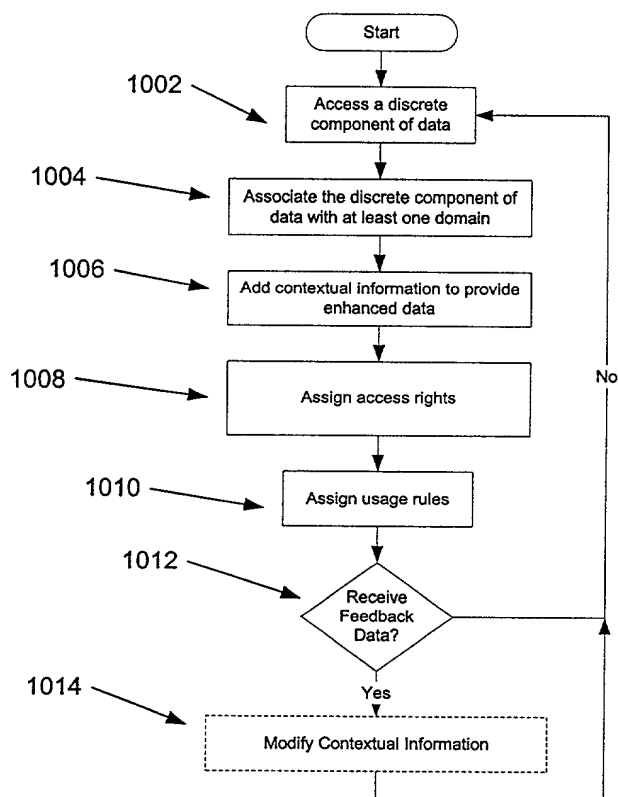 Start
1002
Access a discrete
component of data
1004
Associate the discrete component of
data with at least one domain
1006
Add contextual information to provide
enhanced data
1008
Assign access rights
No
1010
Assign usage rules
1012
Receive
Feedback
Data?
Yes
1014
Modify Contextual Information